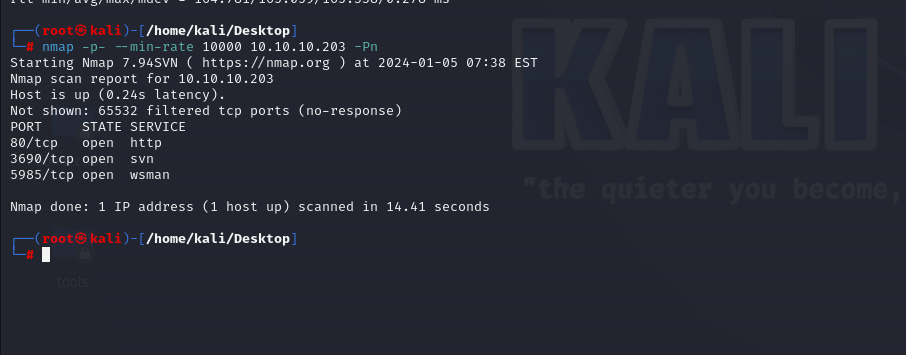 rtt min/avg/max/mdev = 104.781/105.059/105.338/0.278 ms
┌──(root㉿kali)-[/home/kali/Desktop]
└─# nmap -p- --min-rate 10000 10.10.10.203 -Pn
Starting Nmap 7.94SVN ( https://nmap.org ) at 2024-01-05 07:38 EST
Nmap scan report for 10.10.10.203
Host is up (0.24s latency).
Not shown: 65532 filtered tcp ports (no-response)
PORT     STATE SERVICE
80/tcp   open  http
3690/tcp open  svn
5985/tcp open  wsman
Nmap done: 1 IP address (1 host up) scanned in 14.41 seconds
┌──(root㉿kali)-[/home/kali/Desktop]
└─#
KALI
"the quieter you become,
tools